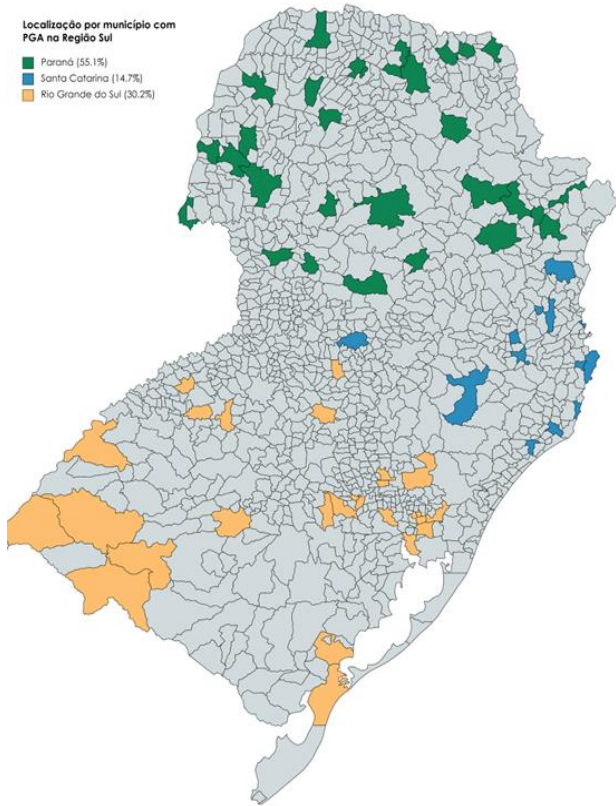 Localização por município com
PGA na Região Sul
Paraná (55.1%)
Santa Catarina (14.7%)
Rio Grande do Sul (30.2%)